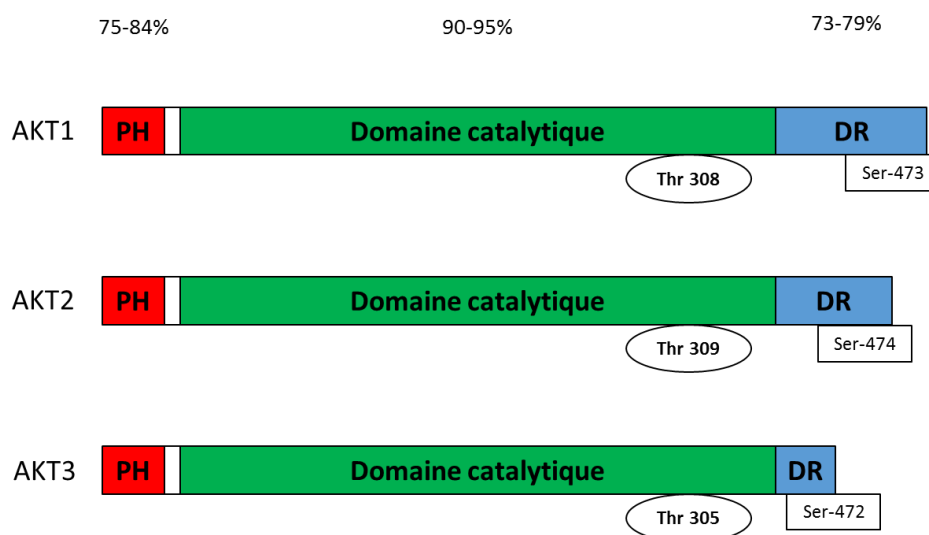 75-84% 90-95% 73-79%
AKT1 PH Domaine catalytique DR
Thr 308 Ser-473
AKT2 PH Domaine catalytique DR
Thr 309 Ser-474
AKT3 PH Domaine catalytique DR
Thr 305 Ser-472